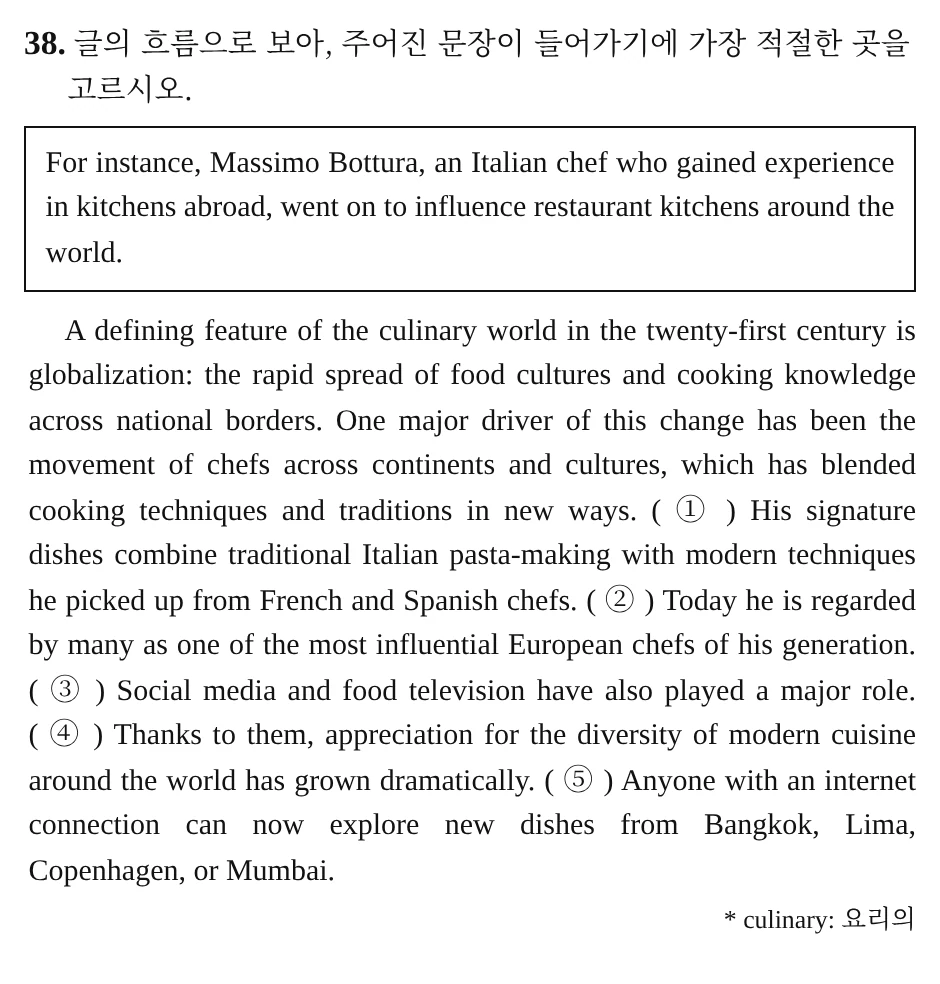 38. 글의 흐름으로 보아, 주어진 문장이 들어가기에 가장 적절한 곳을
고르시오.
For instance, Massimo Bottura, an Italian chef who gained experience
in kitchens abroad, went on to influence restaurant kitchens around the
world.
A defining feature of the culinary world in the twenty-first century is
globalization: the rapid spread of food cultures and cooking knowledge
across national borders. One major driver of this change has been the
movement of chefs across continents and cultures, which has blended
cooking techniques and traditions in new ways. ( ① ) His signature
dishes combine traditional Italian pasta-making with modern techniques
he picked up from French and Spanish chefs. ( ② ) Today he is regarded
by many as one of the most influential European chefs of his generation.
( ③ ) Social media and food television have also played a major role.
( ④ ) Thanks to them, appreciation for the diversity of modern cuisine
around the world has grown dramatically. ( ⑤ ) Anyone with an internet
connection can now explore new dishes from Bangkok, Lima,
Copenhagen, or Mumbai.
* culinary: 요리의